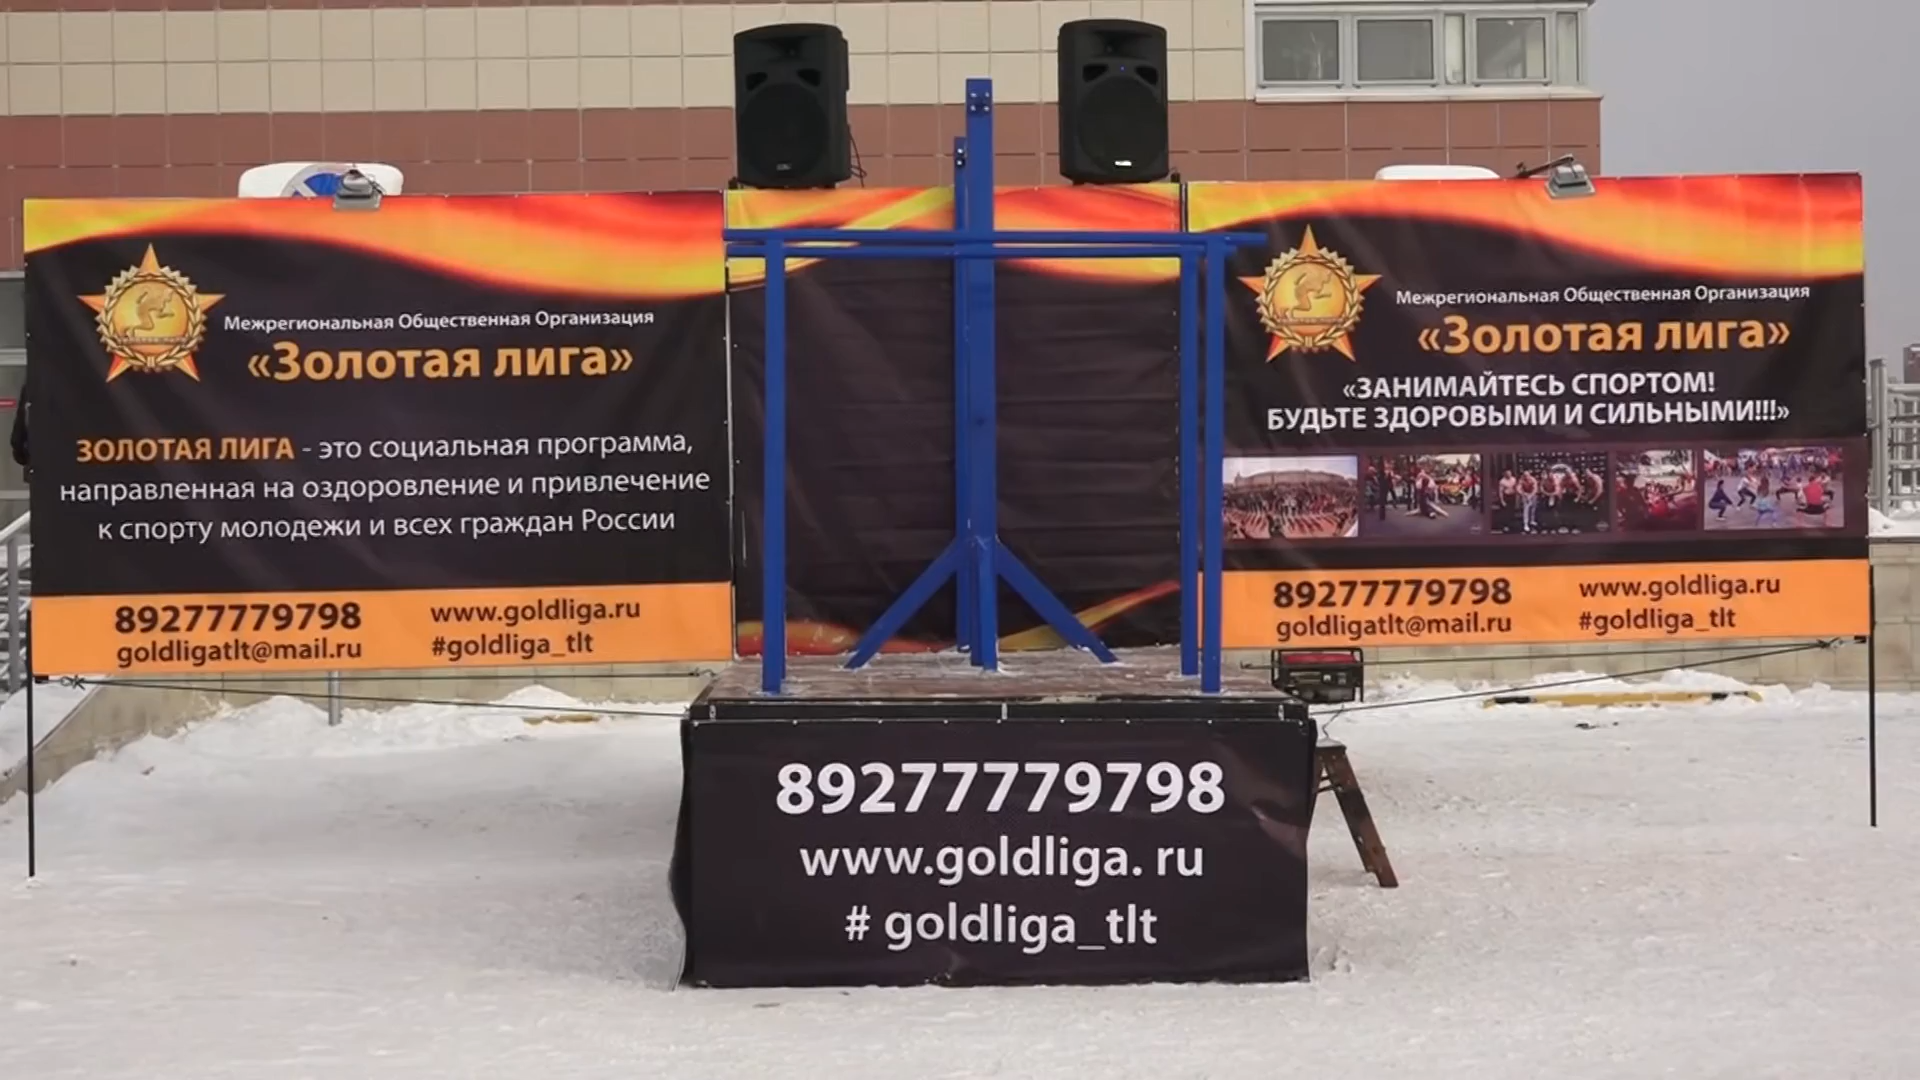 Межрегиональная Общественная Организация
«Золотая лига»
ЗОЛОТАЯ ЛИГА - это социальная программа,
направленная на оздоровление и привлечение
к спорту молодежи и всех граждан России
89277779798
goldligatlt@mail.ru
www.goldliga.ru
#goldliga_tlt
Межрегиональная Общественная Организация
«Золотая лига»
«ЗАНИМАЙТЕСЬ СПОРТОМ!
БУДЬТЕ ЗДОРОВЫМИ И СИЛЬНЫМИ!!!»
89277779798
goldligatlt@mail.ru
www.goldliga.ru
#goldliga_tlt
89277779798
www.goldliga. ru
# goldliga_tlt